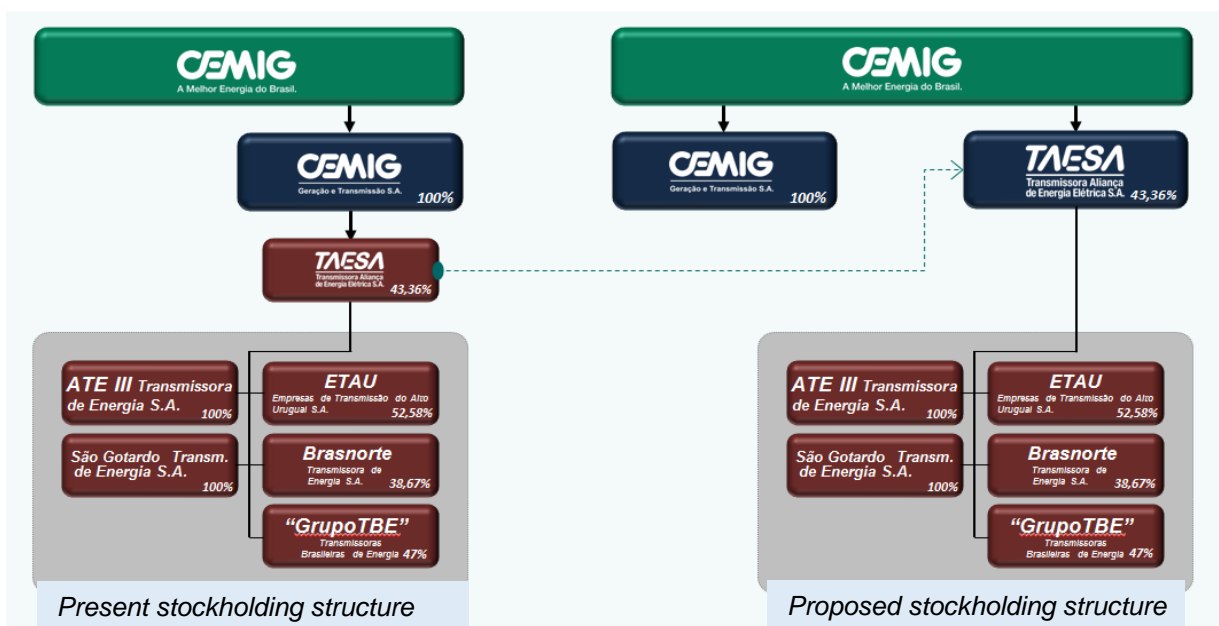 CEMIG
A Melhor Energia do Brasil.
CEMIG
Geração e Transmissão S.A.
100%
TAESA
Transmissora Aliança
de Energia Elétrica S.A.
43,36%
ATE III Transmissora
de Energia S.A.
100%
ETAU
Empresas de Transmissão do Alto
Uruguai S.A.
52,58%
São Gotardo Transm.
de Energia S.A.
100%
Brasnorte
Transmissora de
Energia S.A.
38,67%
“GrupoTBE”
Transmissoras
Brasileiras de Energia 47%
Present stockholding structure
CEMIG
A Melhor Energia do Brasil.
CEMIG
Geração e Transmissão S.A.
100%
TAESA
Transmissora Aliança
de Energia Elétrica S.A.
43,36%
ATE III Transmissora
de Energia S.A.
100%
ETAU
Empresas de Transmissão do Alto
Uruguai S.A.
52,58%
São Gotardo Transm.
de Energia S.A.
100%
Brasnorte
Transmissora de
Energia S.A.
38,67%
“GrupoTBE”
Transmissoras
Brasileiras de Energia 47%
Proposed stockholding structure